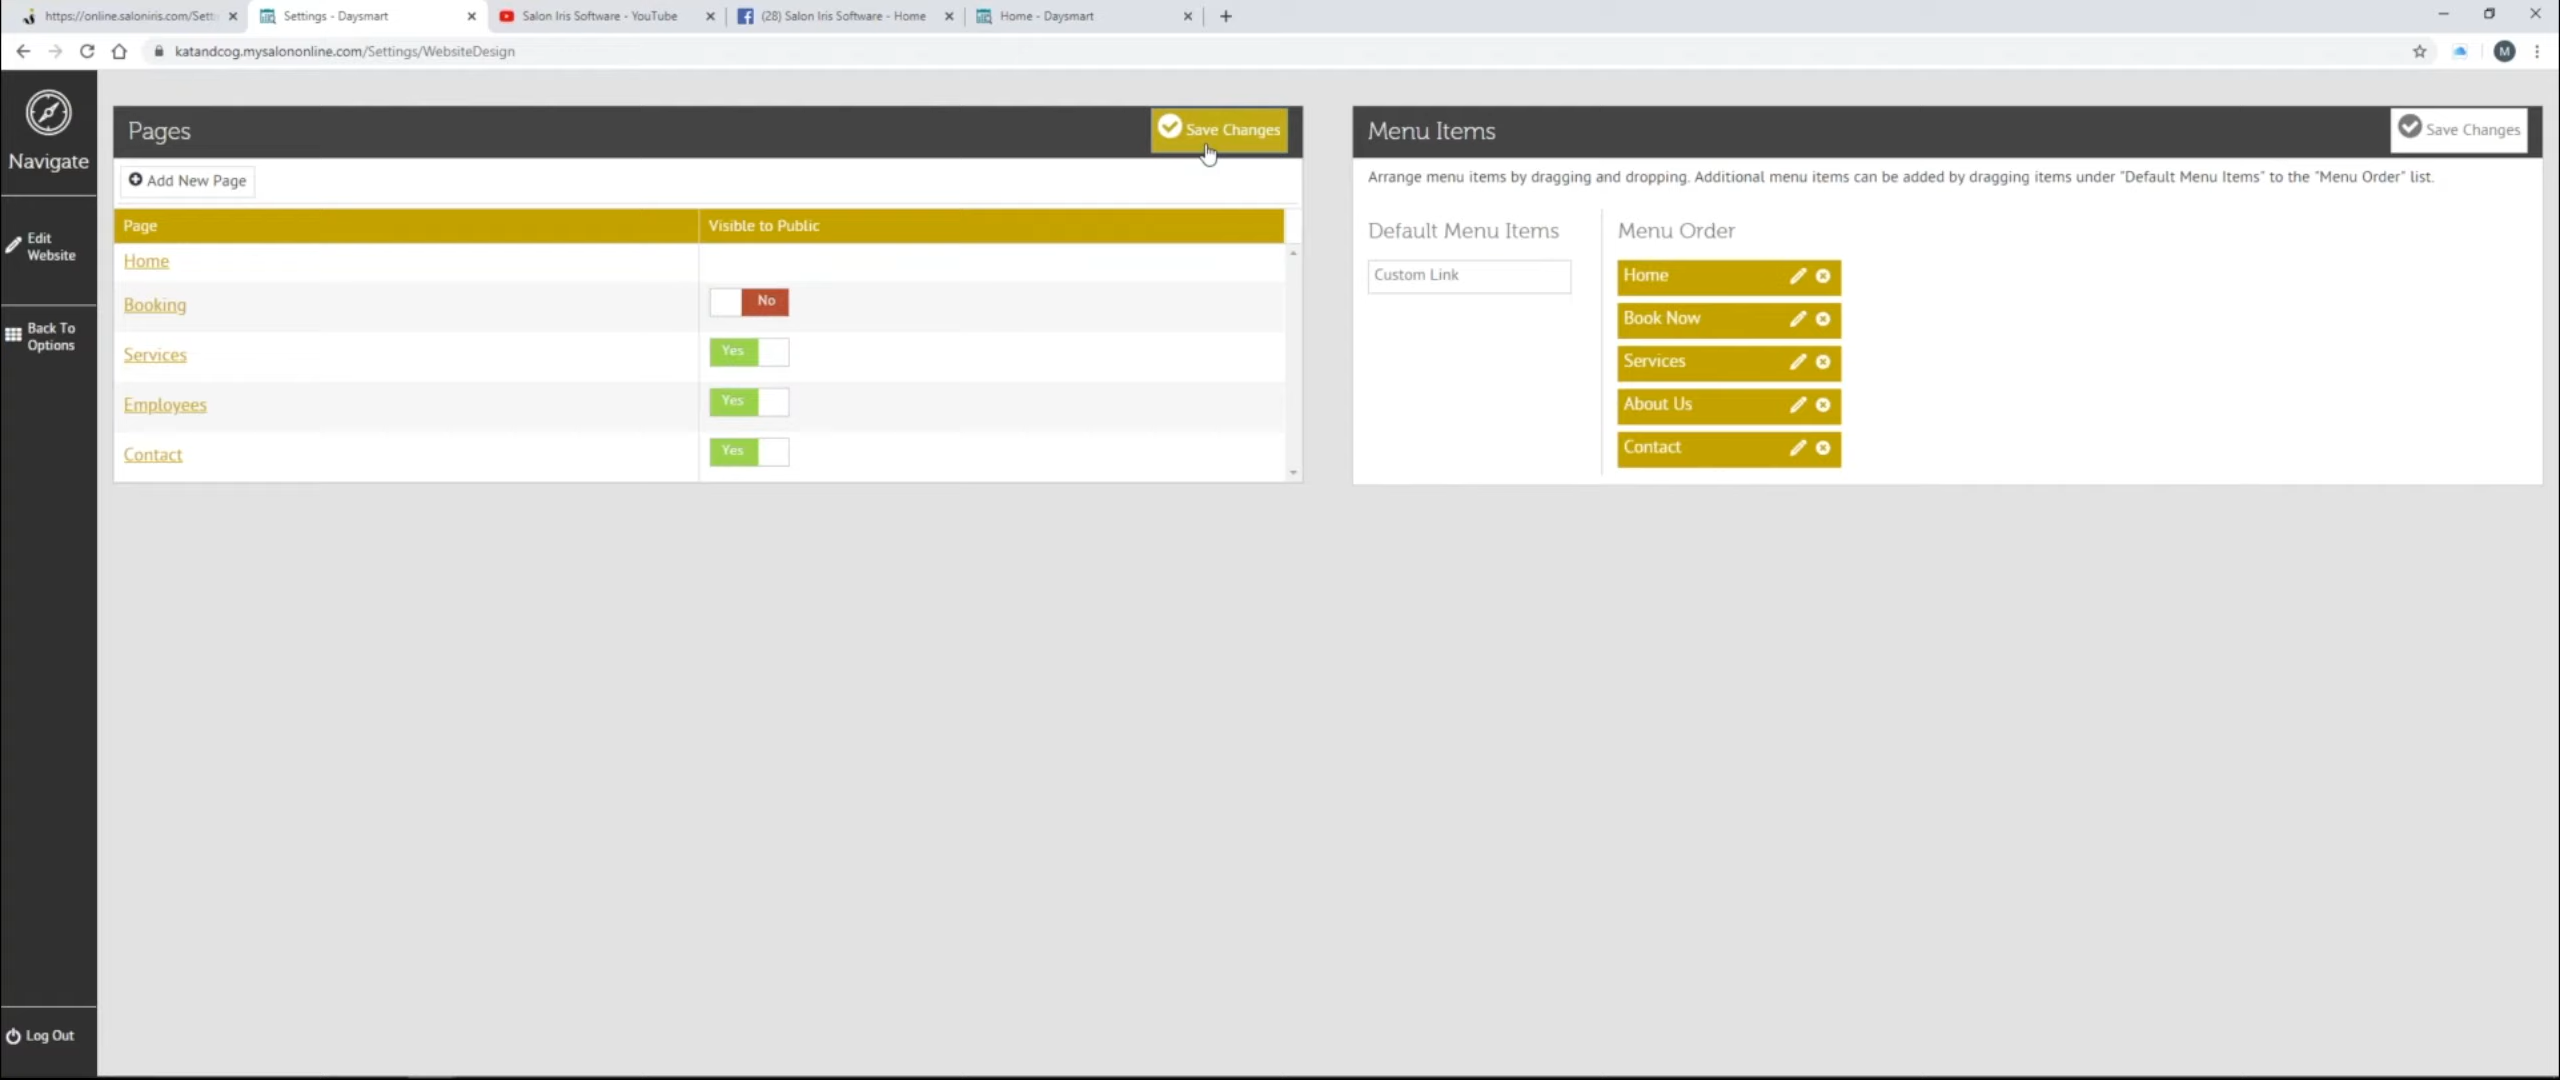 https://online.saloniris.com/Setti
Settings - Daysmart
Salon Iris Software - YouTube
(28) Salon Iris Software - Home
Home - Daysmart
katandcog.mysalononline.com/Settings/WebsiteDesign
M
Navigate
Edit
Website
Back To
Options
Log Out
Pages
Save Changes
Add New Page
Page
Visible to Public
Home
Booking
No
Services
Yes
Employees
Yes
Contact
Yes
Menu Items
Save Changes
Arrange menu items by dragging and dropping. Additional menu items can be added by dragging items under "Default Menu Items" to the "Menu Order" list.
Default Menu Items
Custom Link
Menu Order
Home
Book Now
Services
About Us
Contact